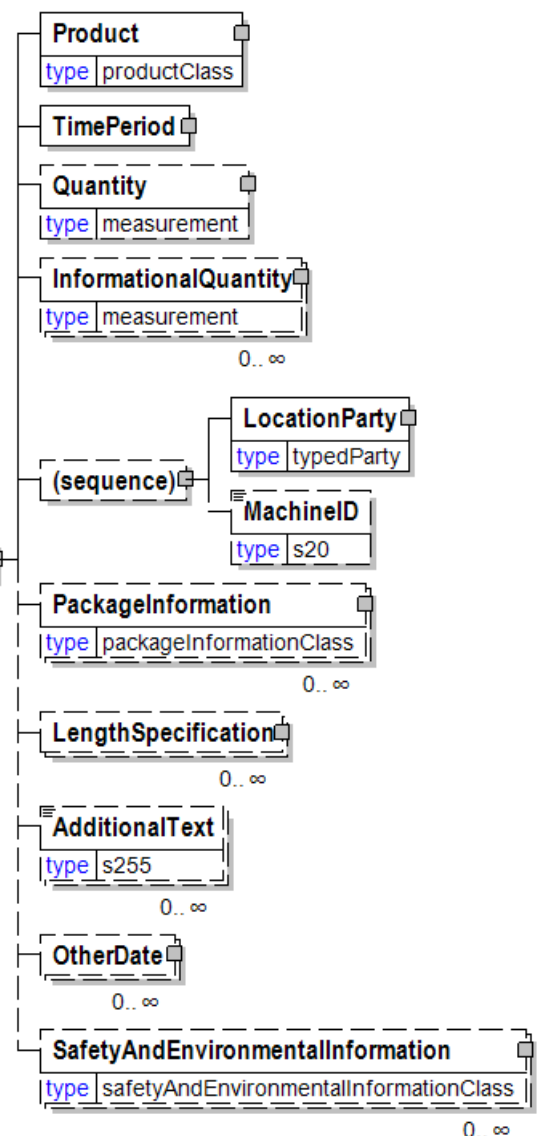 Product
type productClass
TimePeriod
Quantity
type measurement
InformationalQuantity
type measurement
0.. ∞
LocationParty
type typedParty
(sequence)
MachineID
type s20
PackageInformation
type packageInformationClass
0.. ∞
LengthSpecification
0.. ∞
AdditionalText
type s255
0.. ∞
OtherDate
0.. ∞
SafetyAndEnvironmentalInformation
type safetyAndEnvironmentalInformationClass
0.. ∞